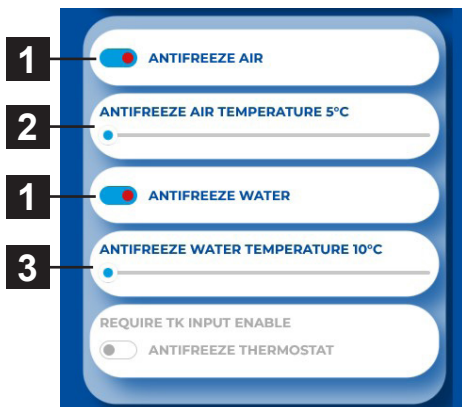 1
ANTIFREEZE AIR
2
ANTIFREEZE AIR TEMPERATURE 5°C
1
ANTIFREEZE WATER
3
ANTIFREEZE WATER TEMPERATURE 10°C
REQUIRE TK INPUT ENABLE
ANTIFREEZE THERMOSTAT